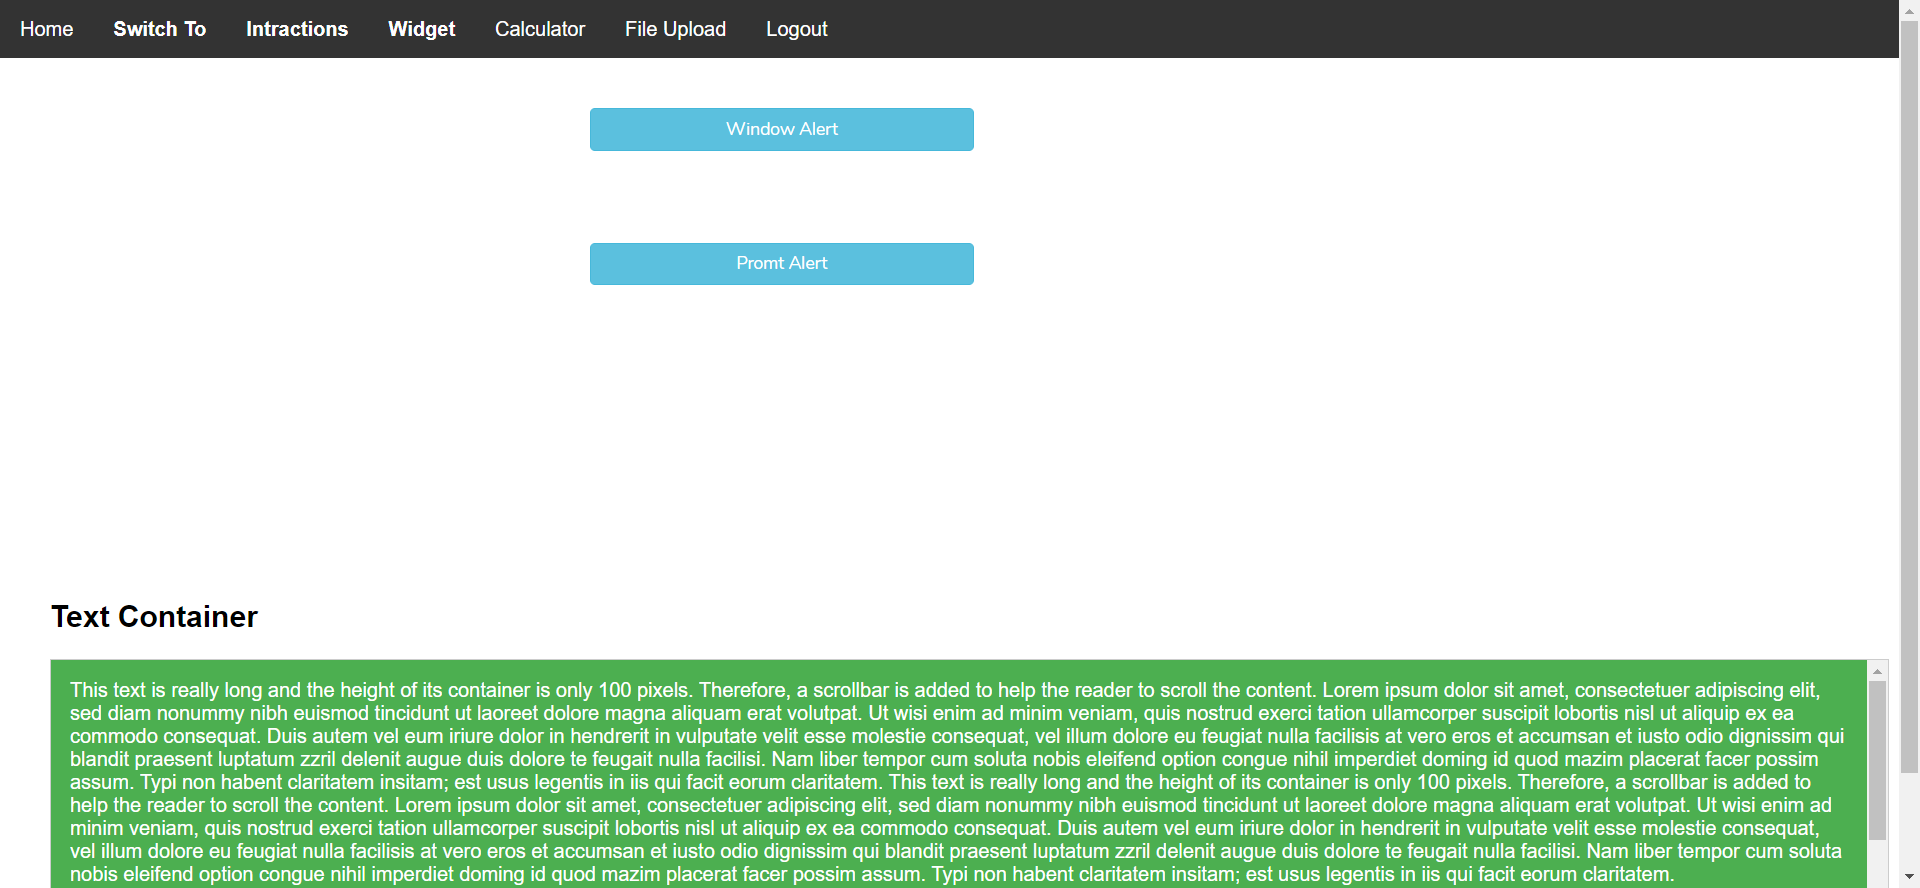 Home Switch To Intractions Widget Calculator File Upload Logout
Window Alert
Promt Alert
Text Container
This text is really long and the height of its container is only 100 pixels. Therefore, a scrollbar is added to help the reader to scroll the content. Lorem ipsum dolor sit amet, consectetuer adipiscing elit,
sed diam nonummy nibh euismod tincidunt ut laoreet dolore magna aliquam erat volutpat. Ut wisi enim ad minim veniam, quis nostrud exerci tation ullamcorper suscipit lobortis nisl ut aliquip ex ea
commodo consequat. Duis autem vel eum iriure dolor in hendrerit in vulputate velit esse molestie consequat, vel illum dolore eu feugiat nulla facilisis at vero eros et accumsan et iusto odio dignissim qui
blandit praesent luptatum zzril delenit augue duis dolore te feugait nulla facilisi. Nam liber tempor cum soluta nobis eleifend option congue nihil imperdiet doming id quod mazim placerat facer possim
assum. Typi non habent claritatem insitam; est usus legentis in iis qui facit eorum claritatem. This text is really long and the height of its container is only 100 pixels. Therefore, a scrollbar is added to
help the reader to scroll the content. Lorem ipsum dolor sit amet, consectetuer adipiscing elit, sed diam nonummy nibh euismod tincidunt ut laoreet dolore magna aliquam erat volutpat. Ut wisi enim ad
minim veniam, quis nostrud exerci tation ullamcorper suscipit lobortis nisl ut aliquip ex ea commodo consequat. Duis autem vel eum iriure dolor in hendrerit in vulputate velit esse molestie consequat,
vel illum dolore eu feugiat nulla facilisis at vero eros et accumsan et iusto odio dignissim qui blandit praesent luptatum zzril delenit augue duis dolore te feugait nulla facilisi. Nam liber tempor cum soluta
nobis eleifend option congue nihil imperdiet doming id quod mazim placerat facer possim assum. Typi non habent claritatem insitam; est usus legentis in iis qui facit eorum claritatem.